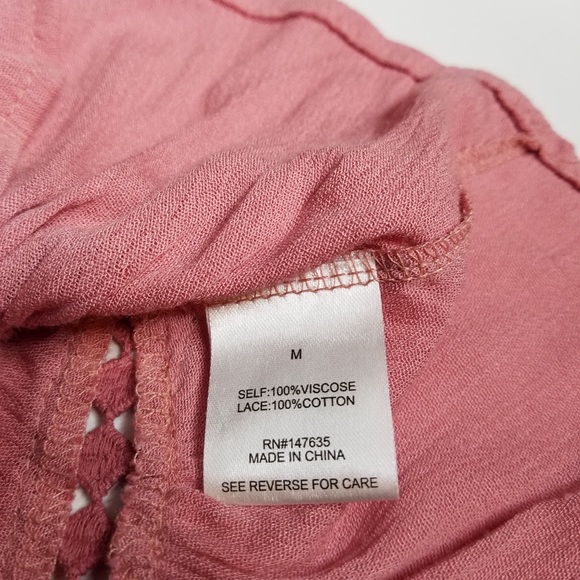 M
SELF:100%VISCOSE
LACE:100%COTTON
RN#147635
MADE IN CHINA
SEE REVERSE FOR CARE